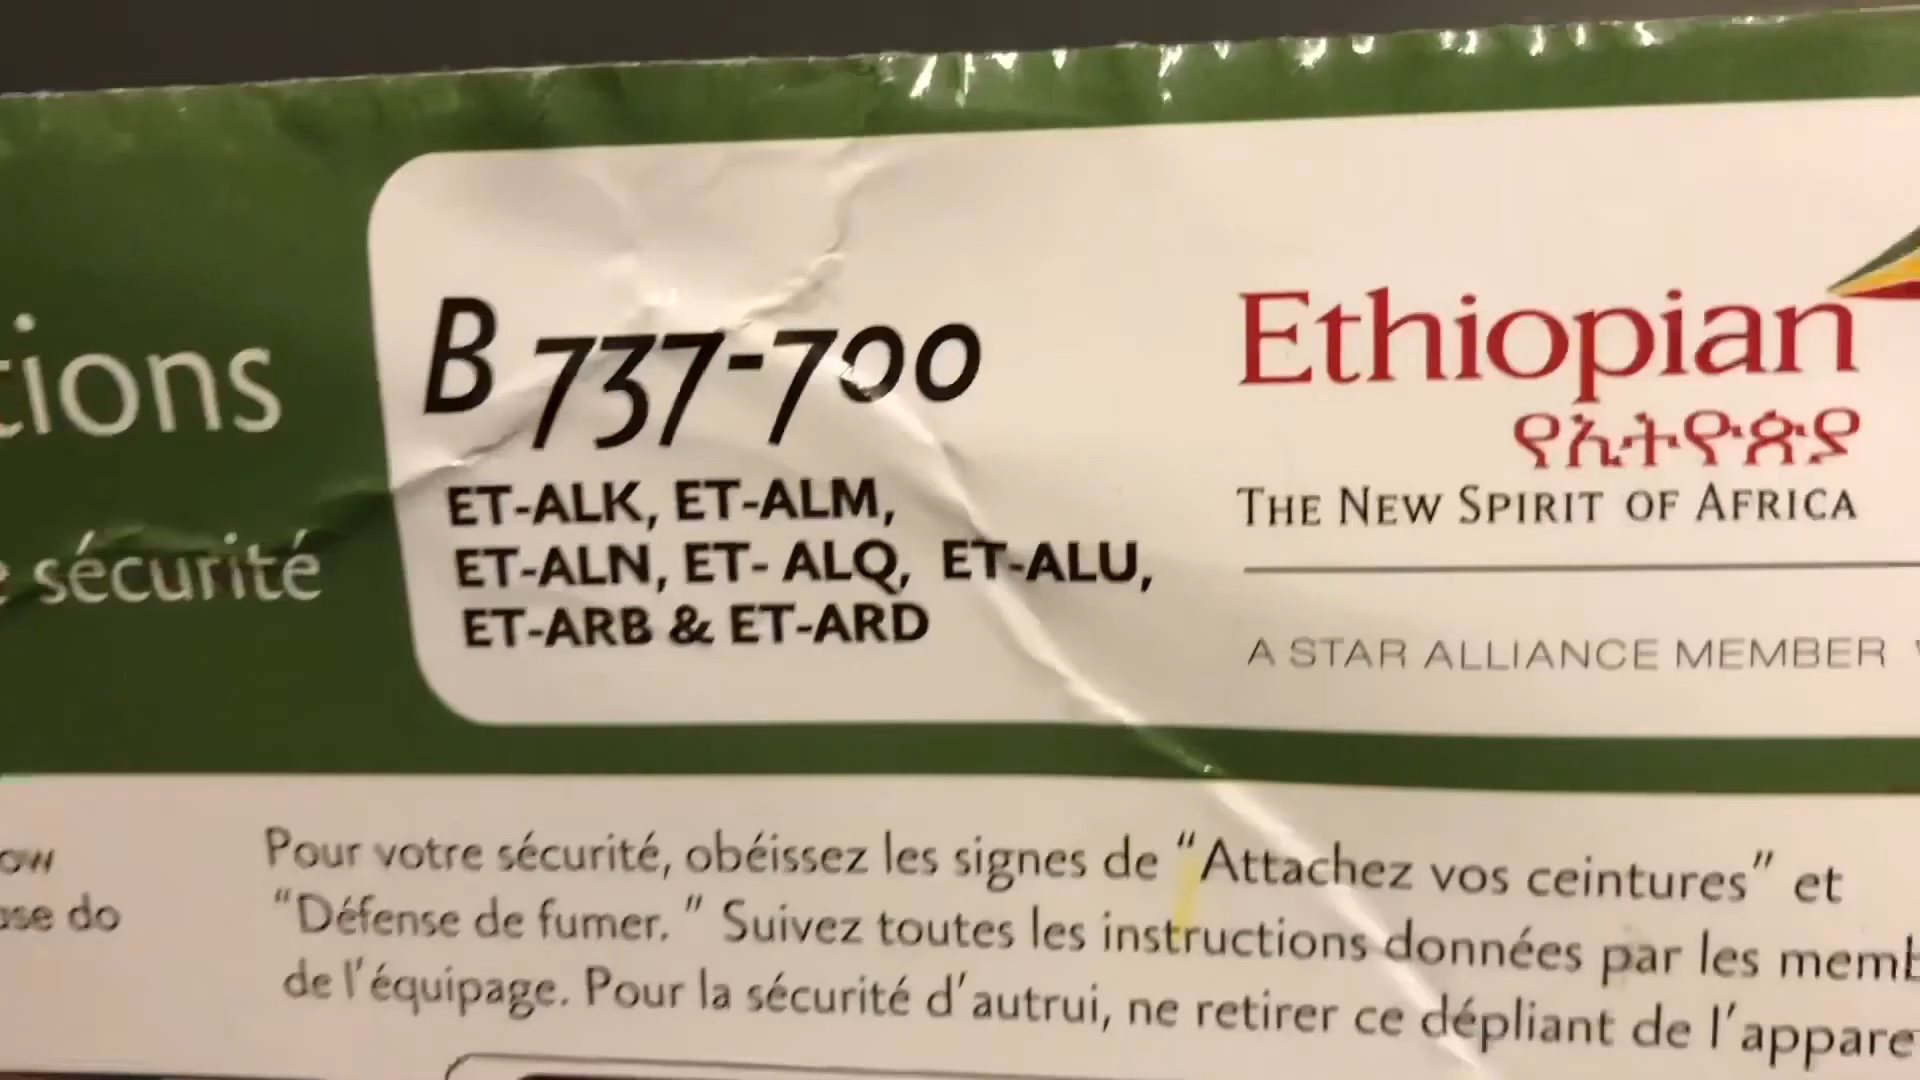 tions
sécurité
B 737-700
ET-ALK, ET-ALM,
ET-ALN, ET- ALQ, ET-ALU,
ET-ARB & ET-ARD
Ethiopian
የኢትዮጵያ
THE NEW SPIRIT OF AFRICA
A STAR ALLIANCE MEMBER
ow
use do
Pour votre sécurité, obéissez les signes de “Attachez vos ceintures” et
“Défense de fumer. ” Suivez toutes les instructions données par les memb
de l’équipage. Pour la sécurité d’autrui, ne retirer ce dépliant de l’appare